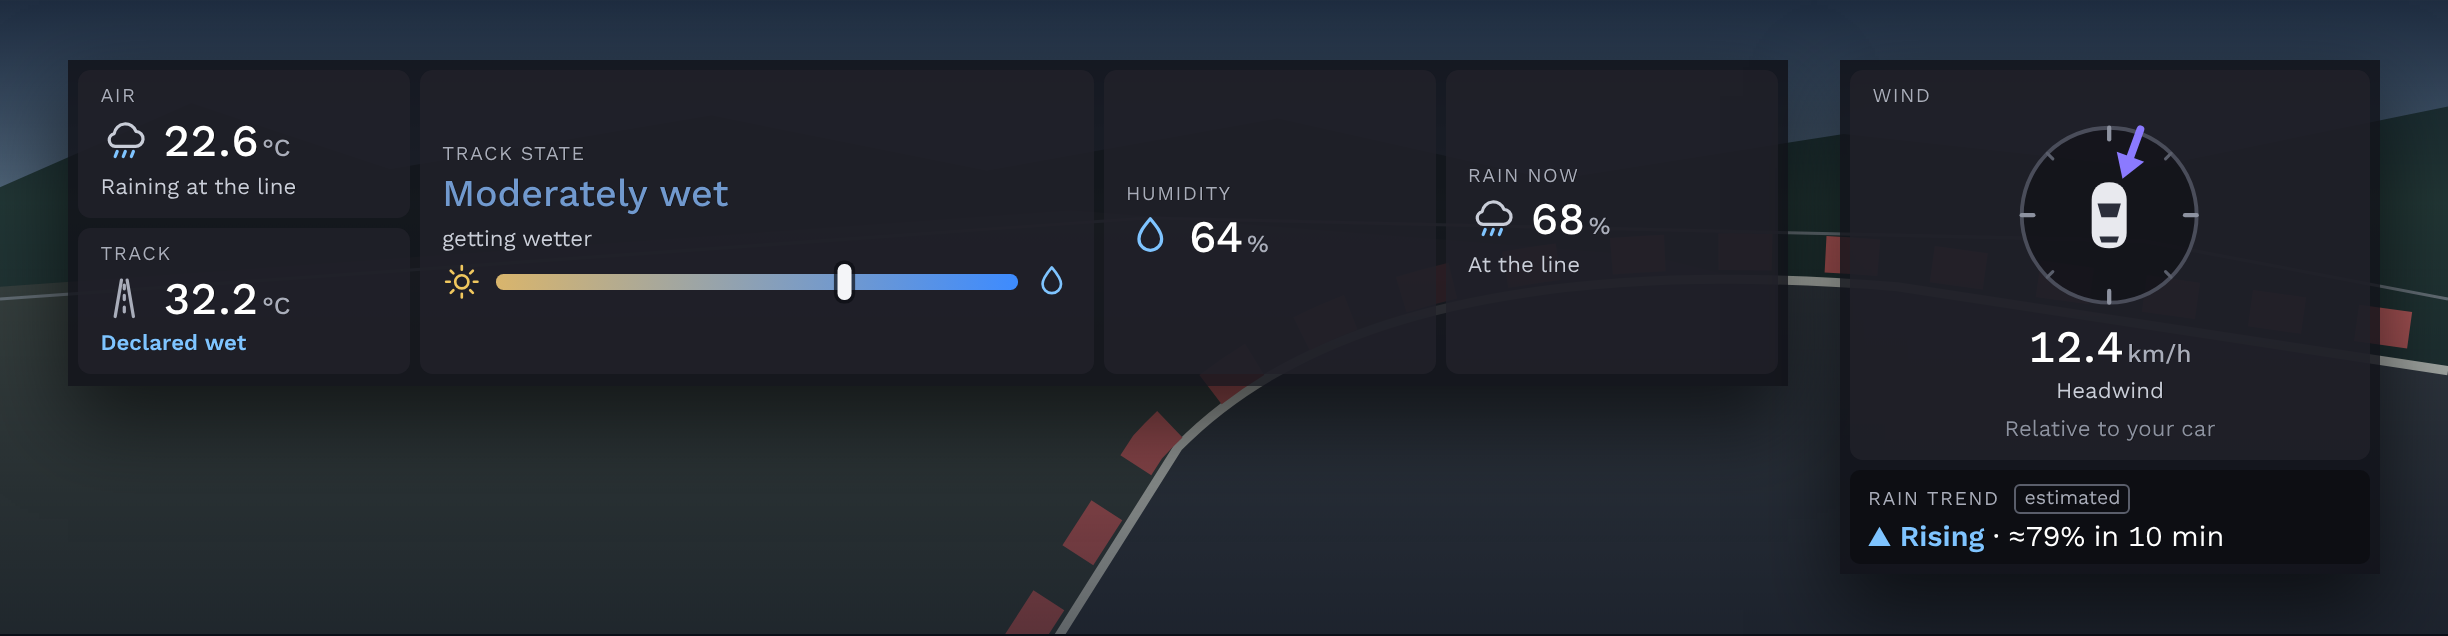 AIR
22.6 °C
Raining at the line
TRACK
32.2 °C
Declared wet
TRACK STATE
Moderately wet
getting wetter
HUMIDITY
64 %
RAIN NOW
68 %
At the line
WIND
12.4 km/h
Headwind
Relative to your car
RAIN TREND estimated
▲ Rising · ≈79% in 10 min